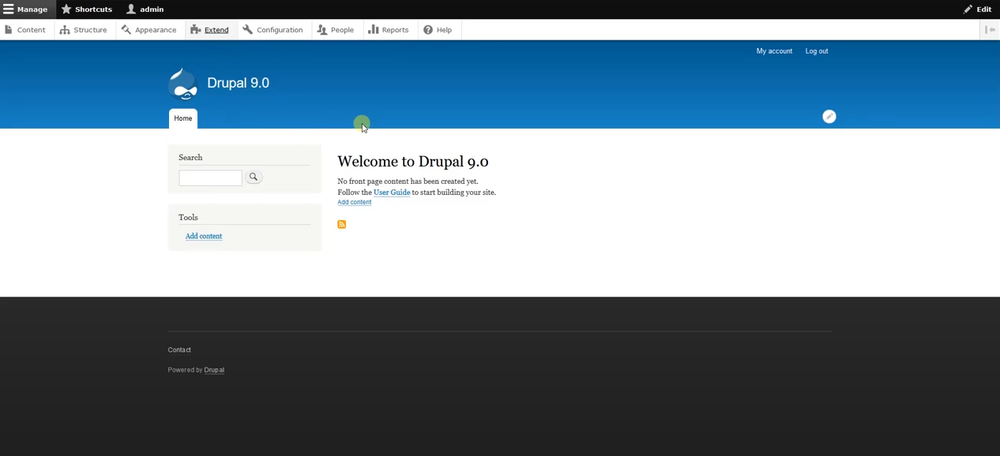 Manage Shortcuts admin Edit
Content Structure Appearance Extend Configuration People Reports Help
My account Log out
Drupal 9.0
Home
Search
Welcome to Drupal 9.0
No front page content has been created yet.
Follow the User Guide to start building your site.
Add content
Tools
Add content
Contact
Powered by Drupal